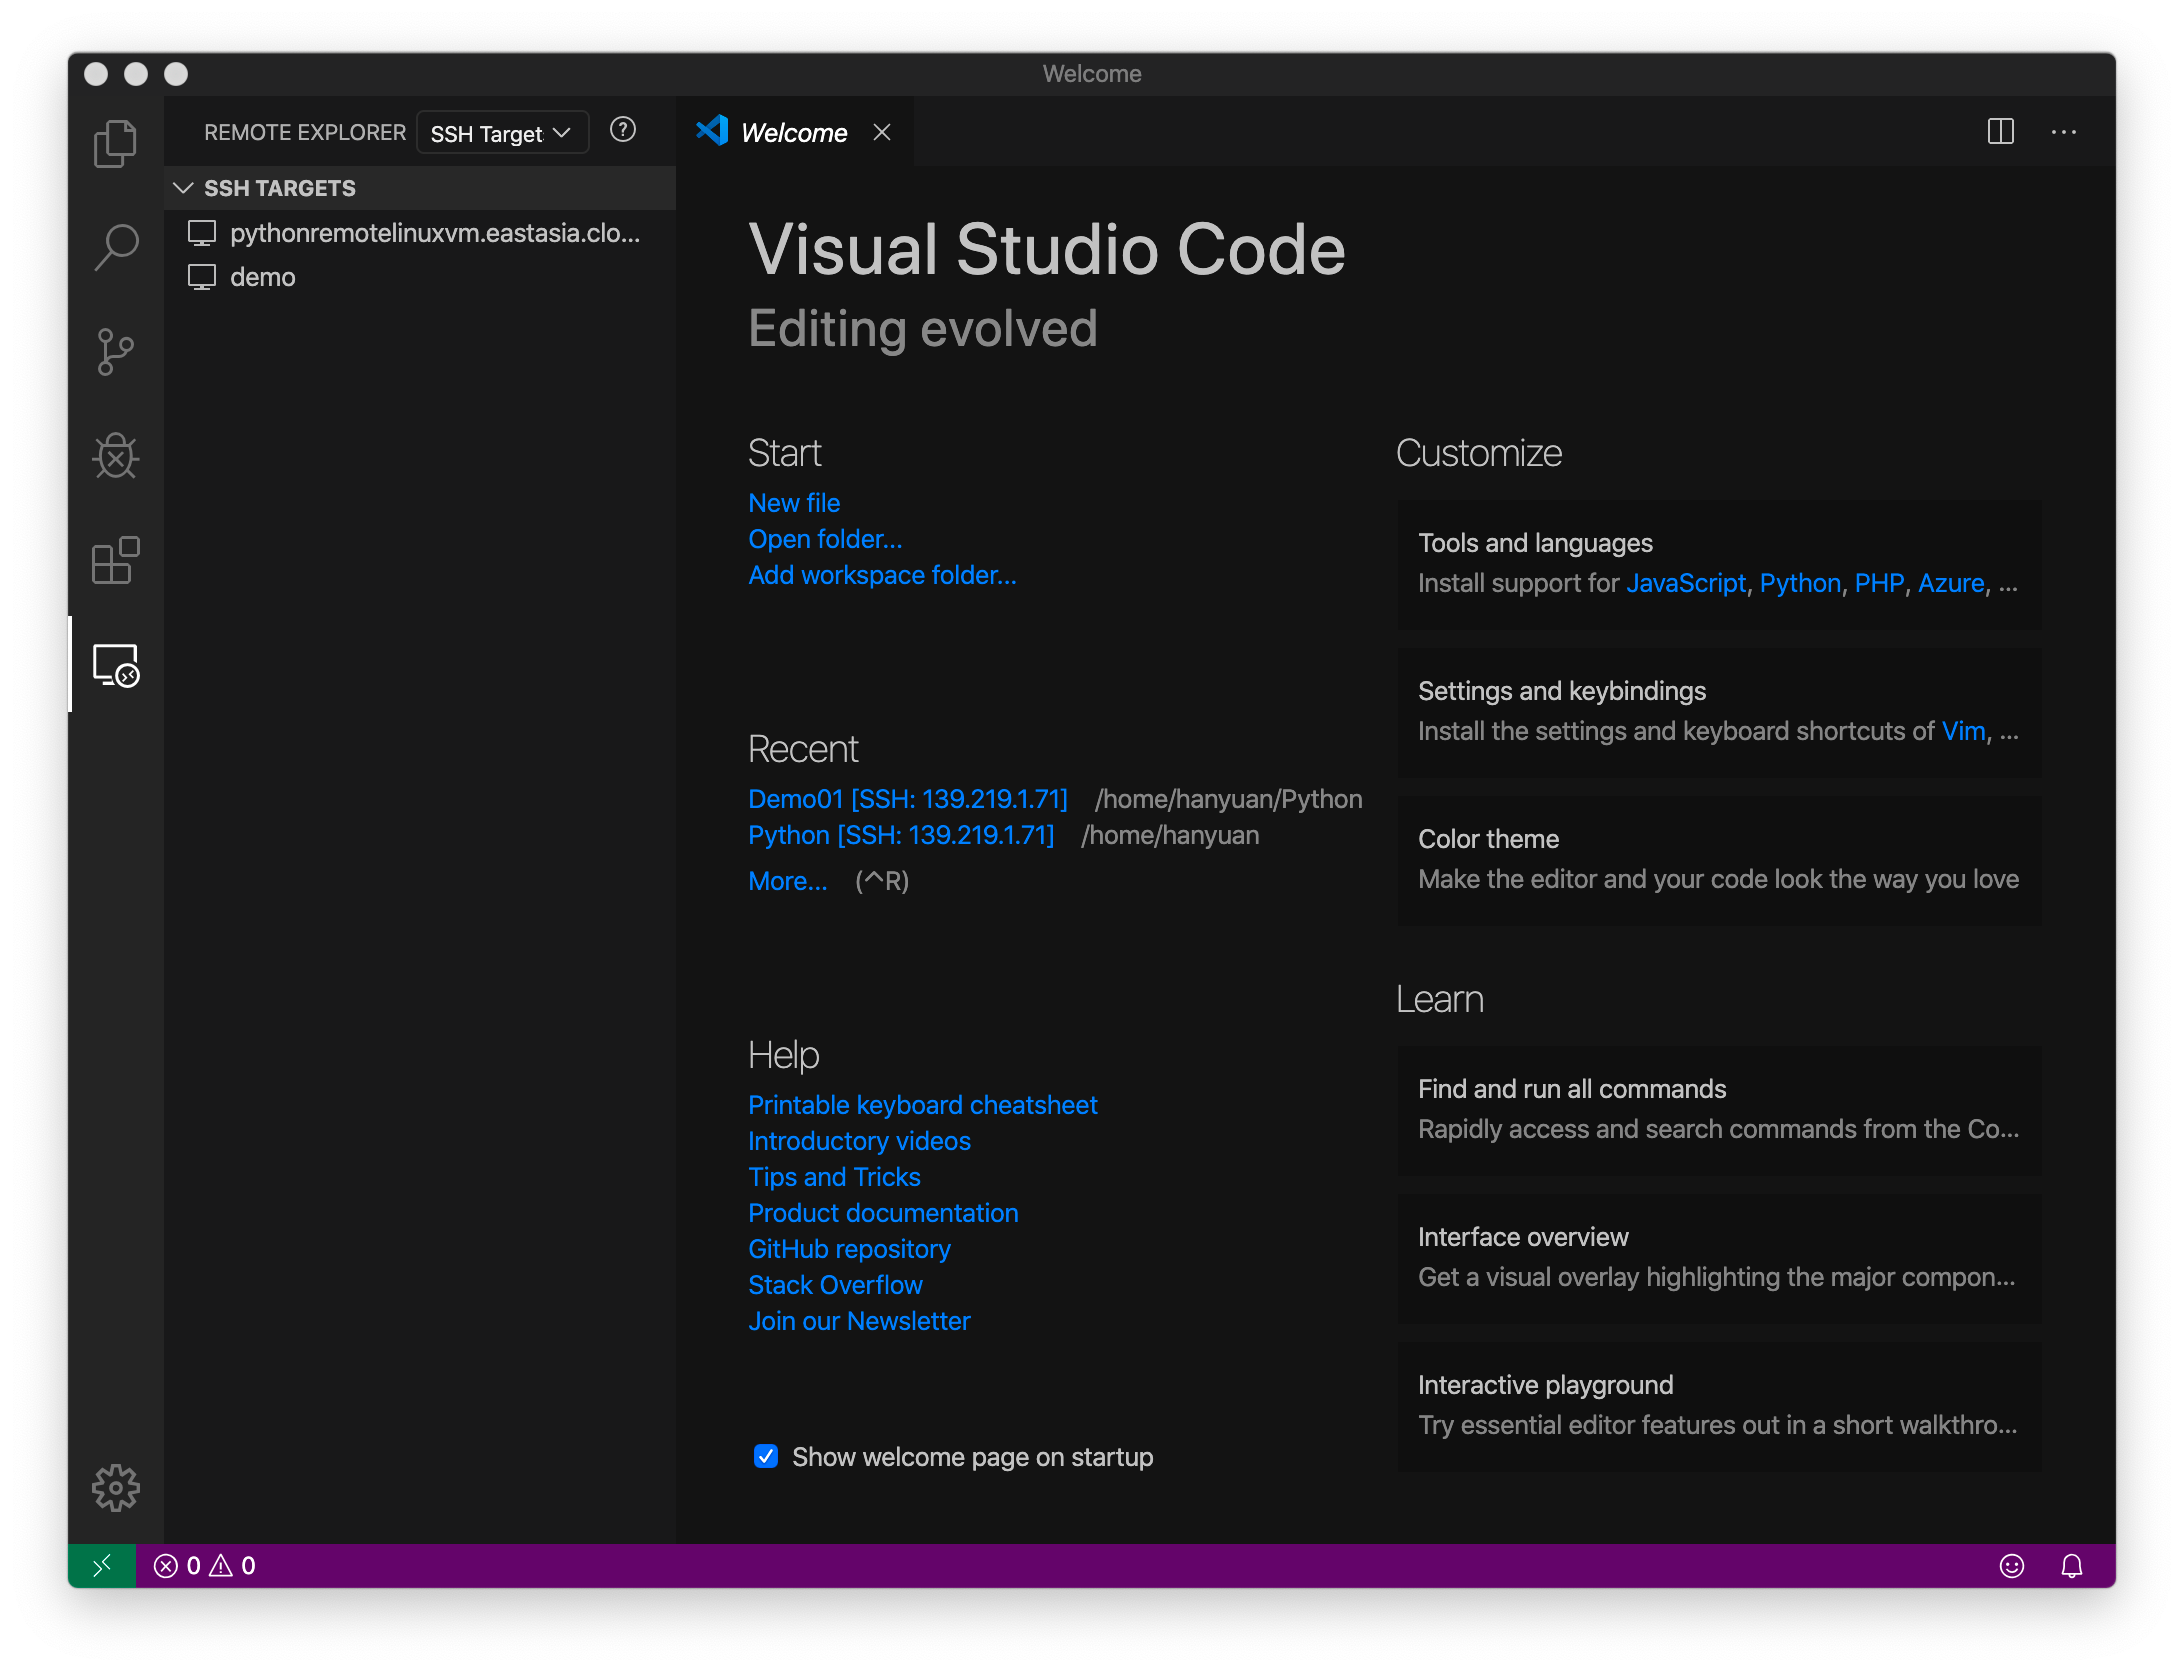 Welcome
REMOTE EXPLORER
SSH Target
Welcome
SSH TARGETS
pythonremotelinuxvm.eastasia.clo...
demo
Visual Studio Code
Editing evolved
Start
New file
Open folder...
Add workspace folder...
Recent
Demo01 [SSH: 139.219.1.71] /home/hanyuan/Python
Python [SSH: 139.219.1.71] /home/hanyuan
More... (^R)
Help
Printable keyboard cheatsheet
Introductory videos
Tips and Tricks
Product documentation
GitHub repository
Stack Overflow
Join our Newsletter
Show welcome page on startup
Customize
Tools and languages
Install support for JavaScript, Python, PHP, Azure, ...
Settings and keybindings
Install the settings and keyboard shortcuts of Vim, ...
Color theme
Make the editor and your code look the way you love
Learn
Find and run all commands
Rapidly access and search commands from the Co...
Interface overview
Get a visual overlay highlighting the major compon...
Interactive playground
Try essential editor features out in a short walkthro...
0 0